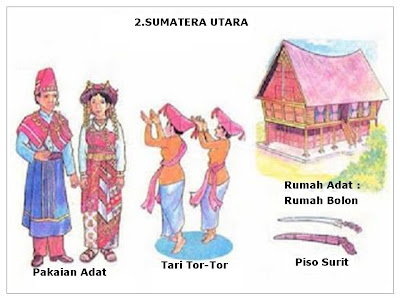 2.SUMATERA UTARA
Rumah Adat :
Rumah Bolon
Pakaian Adat
Tari Tor-Tor
Piso Surit